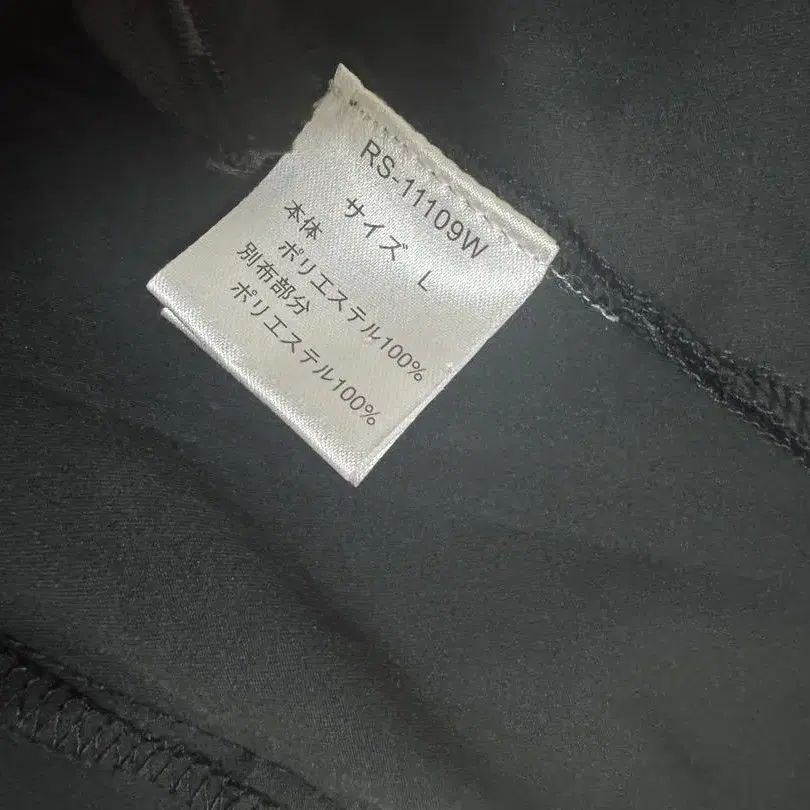 RS-11109W
サイズ L
本体
ポリエステル100%
別布部分
ポリエステル100%